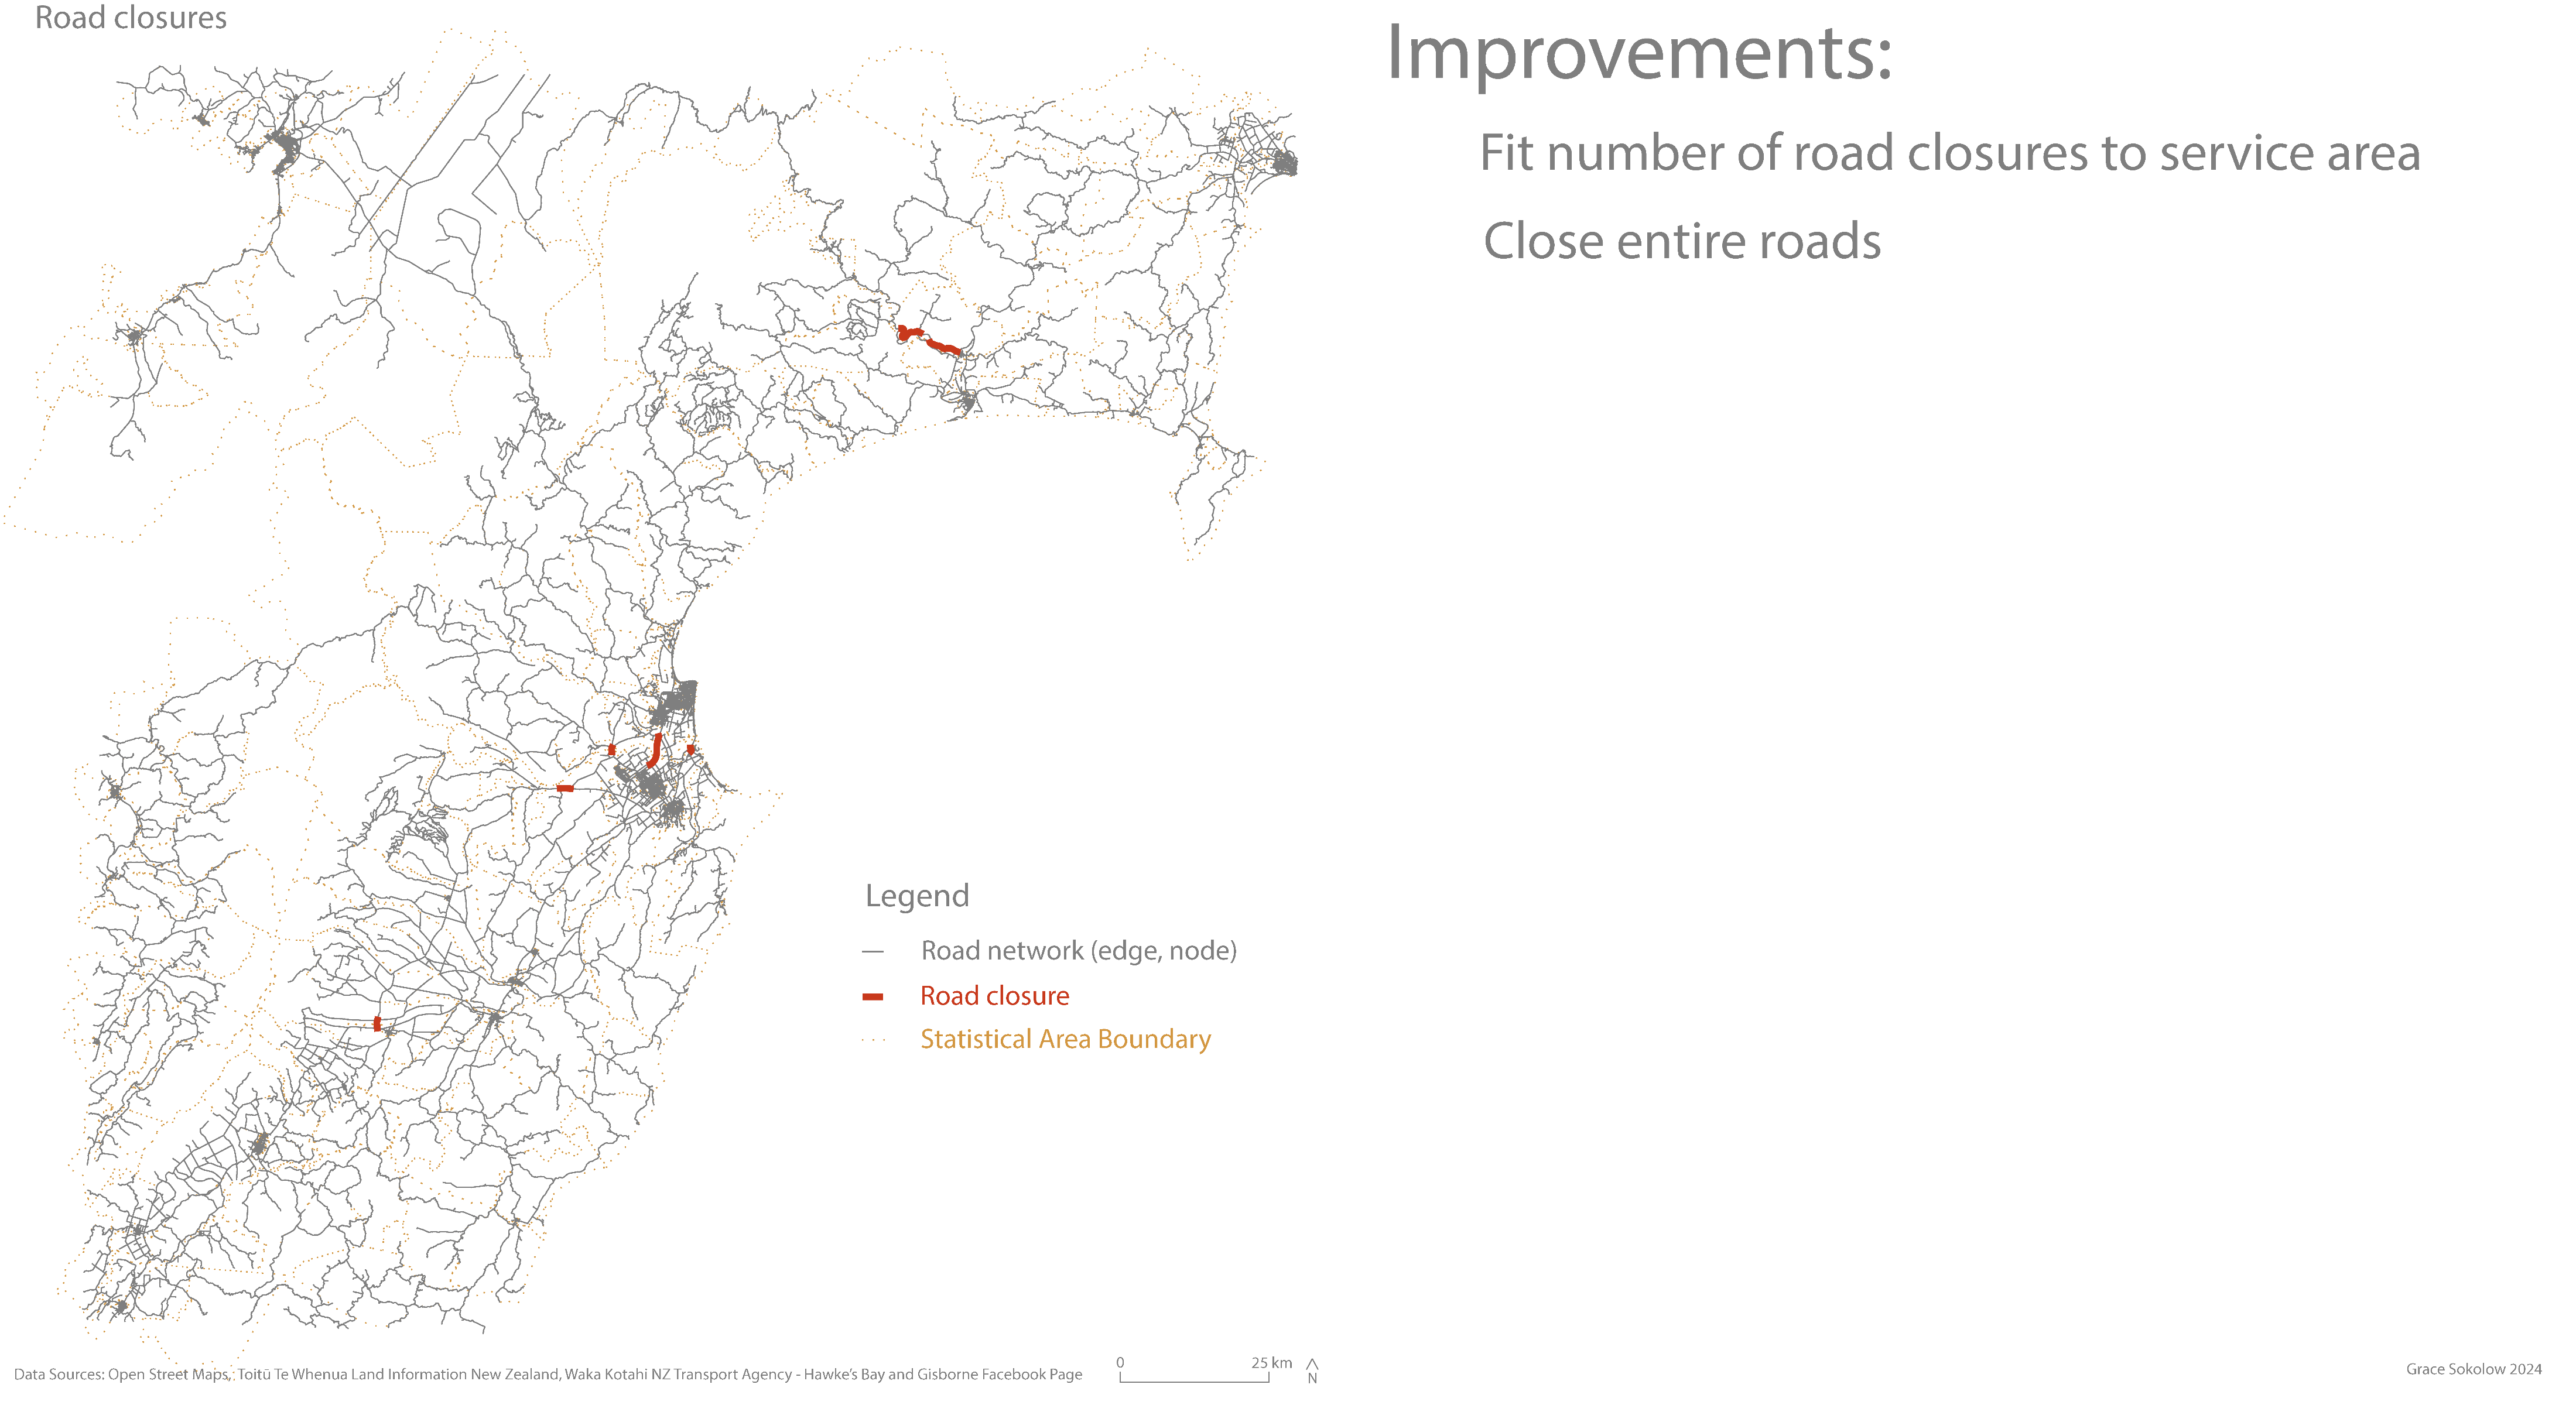 Road closures
Improvements:
Fit number of road closures to service area
Close entire roads
Legend
Road network (edge, node)
Road closure
Statistical Area Boundary
Data Sources: Open Street Maps, Toitū Te Whenua Land Information New Zealand, Waka Kotahi NZ Transport Agency - Hawke's Bay and Gisborne Facebook Page
0 25 km
N
Grace Sokolow 2024